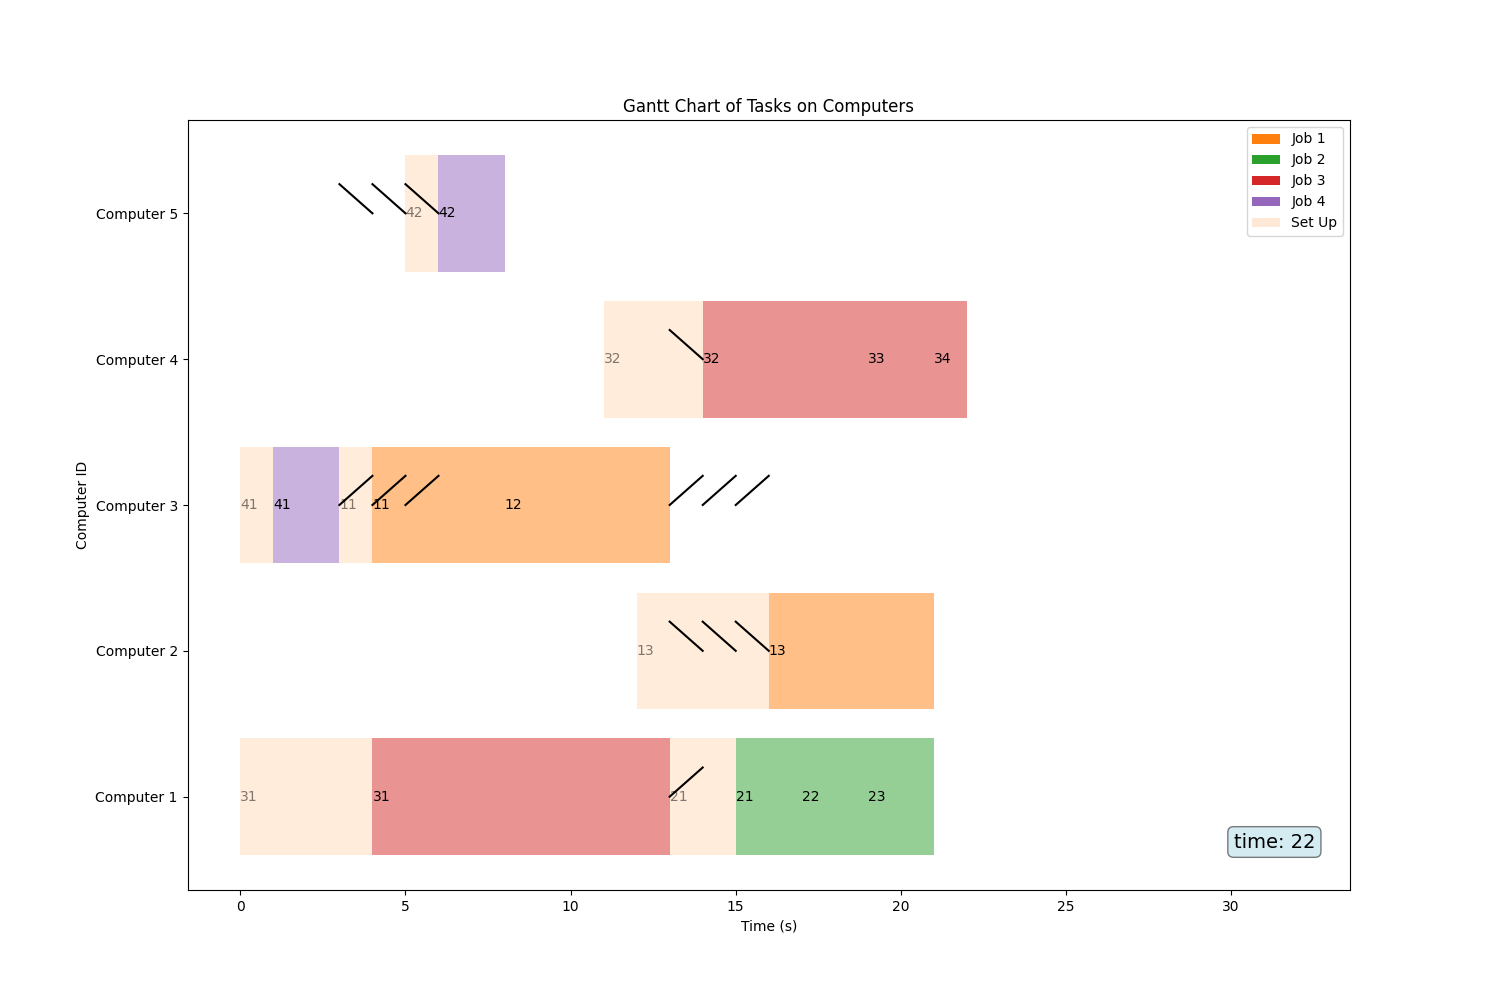 Gantt Chart of Tasks on Computers
Job 1
Job 2
Job 3
Job 4
Set Up
Computer 5
42 42
Computer 4
32 32 33 34
Computer 3
41 41 11 11 12
Computer 2
13 13
Computer 1
31 31 21 21 22 23
Computer ID
time: 22
0 5 10 15 20 25 30
Time (s)